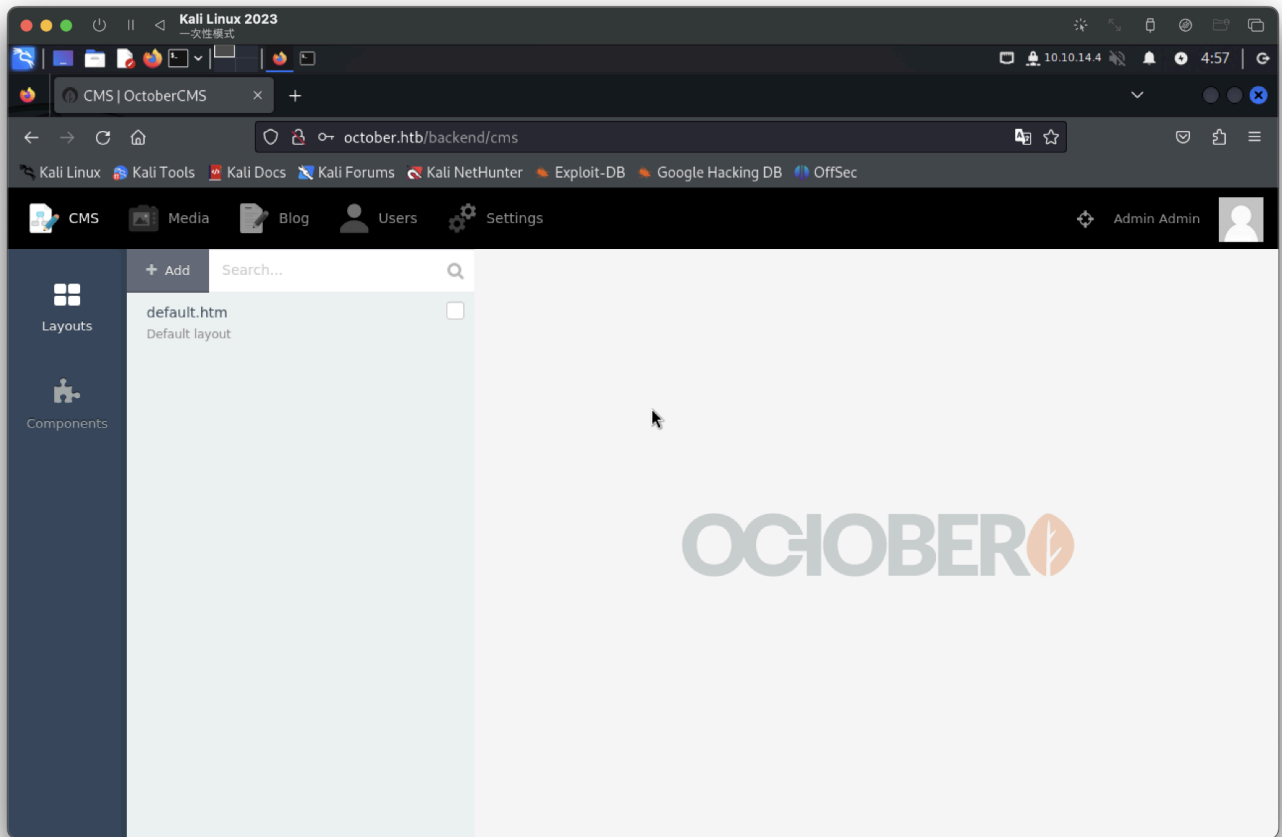 Kali Linux 2023
一次性模式
10.10.14.4
4:57
CMS | OctoberCMS
october.htb/backend/cms
Kali Linux Kali Tools Kali Docs Kali Forums Kali NetHunter Exploit-DB Google Hacking DB OffSec
CMS Media Blog Users Settings Admin Admin
+ Add Search...
default.htm
Default layout
Layouts
Components
OCTOBER